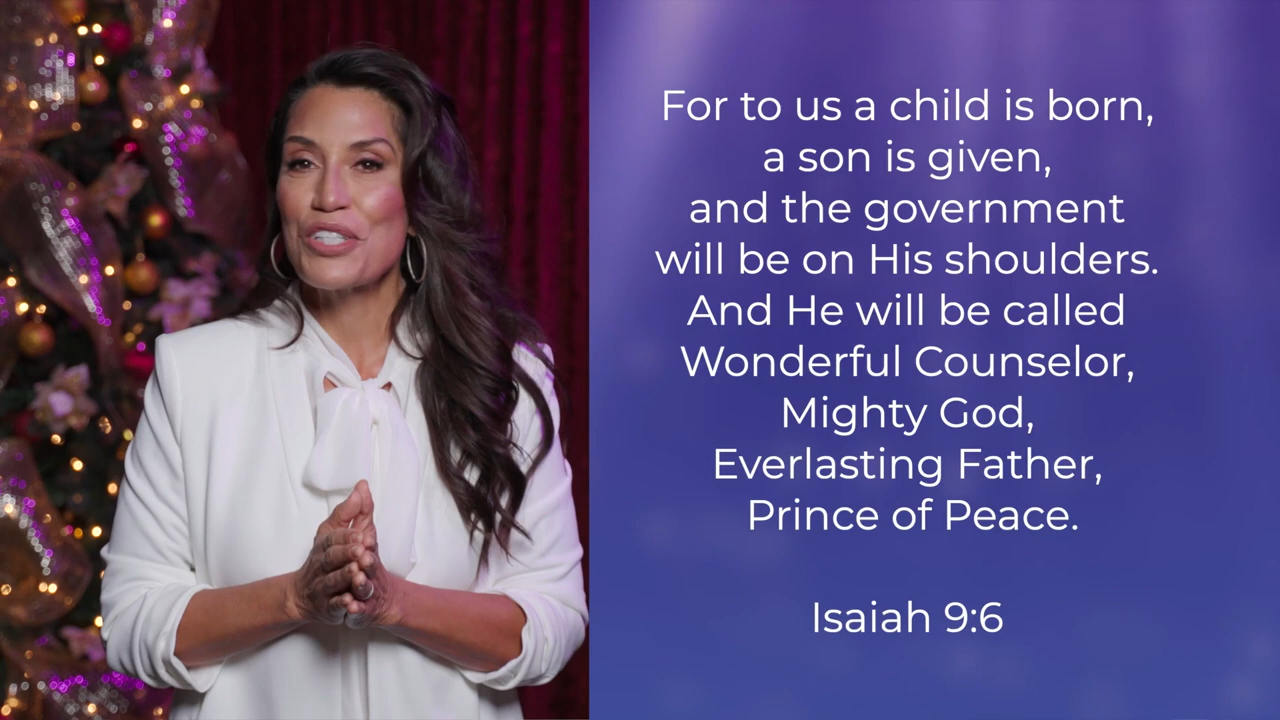 For to us a child is born,
a son is given,
and the government
will be on His shoulders.
And He will be called
Wonderful Counselor,
Mighty God,
Everlasting Father,
Prince of Peace.
Isaiah 9:6